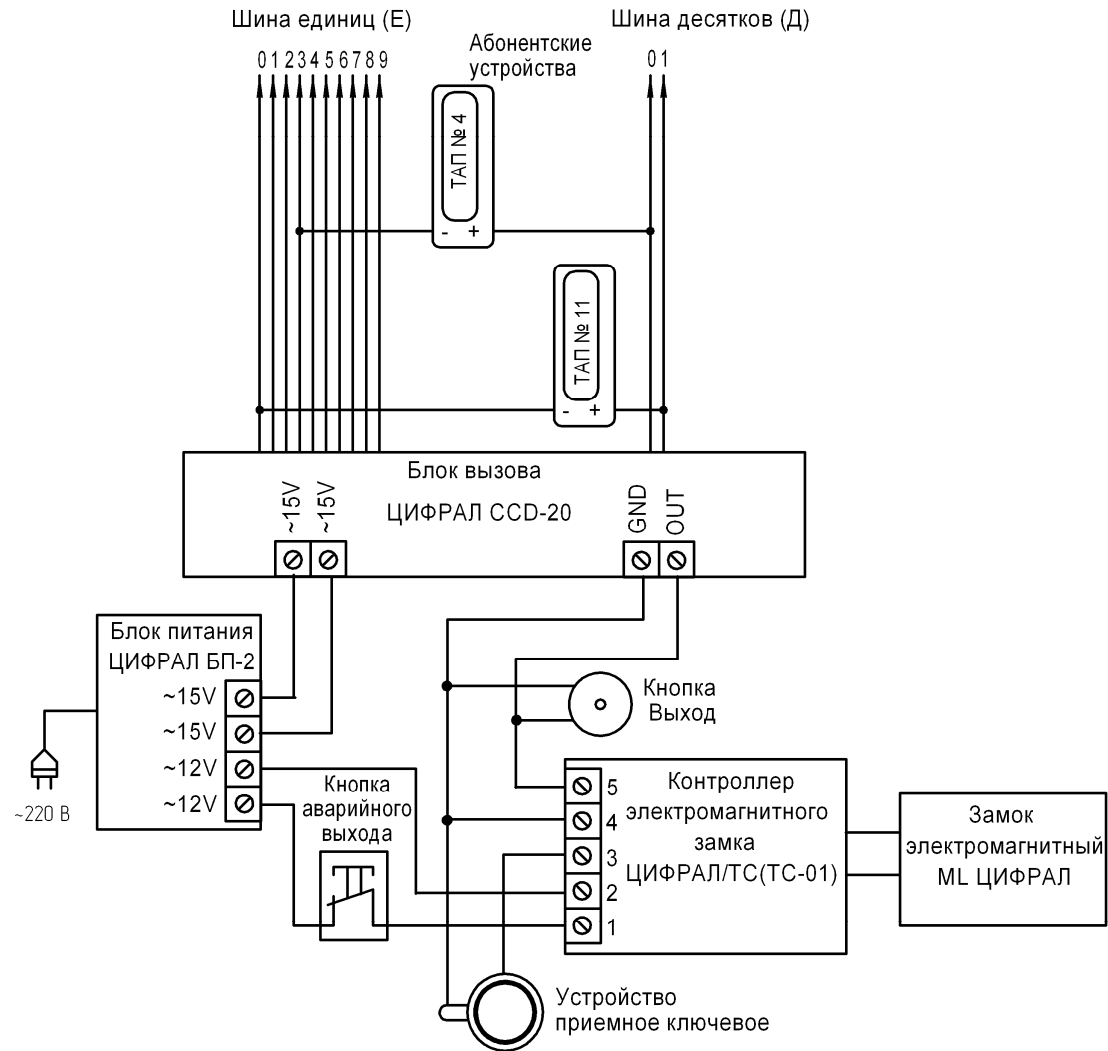 Шина единиц (Е)
Шина десятков (Д)
0 1 2 3 4 5 6 7 8 9
Абонентские
устройства
0 1
ТАП № 4
- +
ТАП № 11
- +
Блок вызова
ЦИФРАЛ CCD-20
~15V
~15V
GND
OUT
Блок питания
ЦИФРАЛ БП-2
~15V
~15V
~12V
~12V
~220 В
Кнопка
аварийного
выхода
Кнопка
Выход
5
4
3
2
1
Контроллер
электромагнитного
замка
ЦИФРАЛ/ТС(ТС-01)
Замок
электромагнитный
ML ЦИФРАЛ
Устройство
приемное ключевое